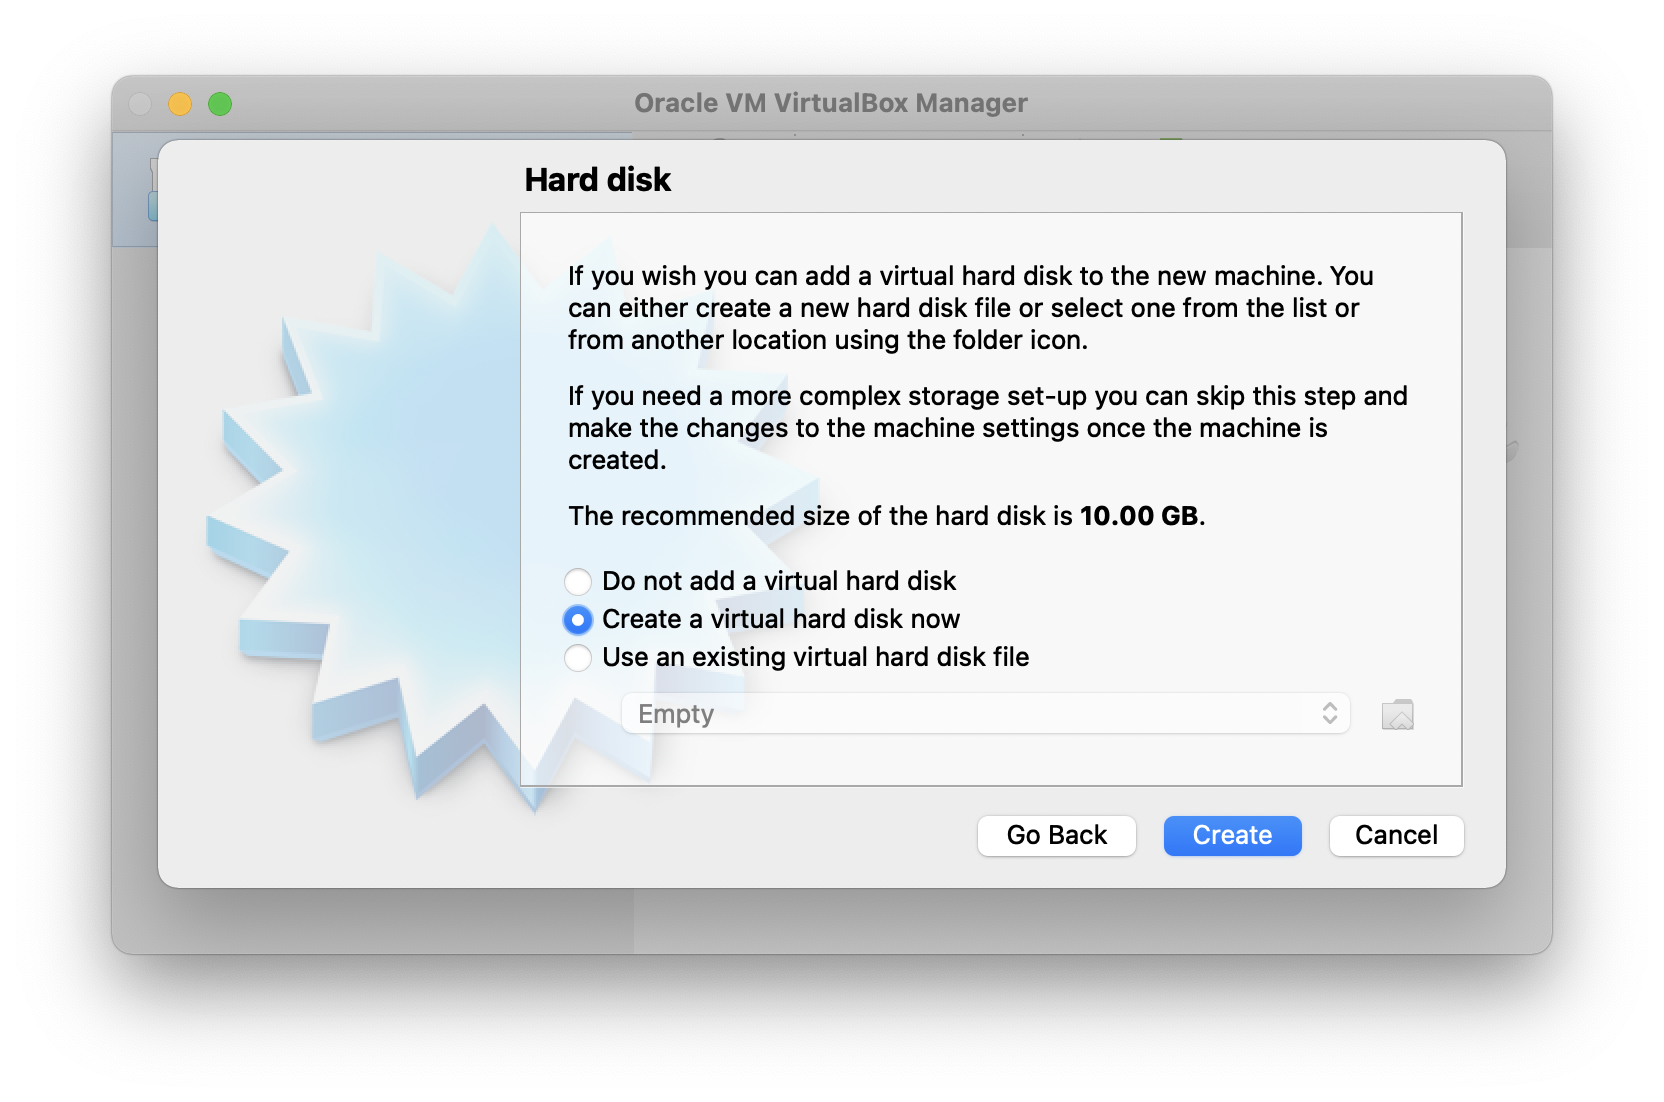 Oracle VM VirtualBox Manager
Hard disk
If you wish you can add a virtual hard disk to the new machine. You
can either create a new hard disk file or select one from the list or
from another location using the folder icon.
If you need a more complex storage set-up you can skip this step and
make the changes to the machine settings once the machine is
created.
The recommended size of the hard disk is 10.00 GB.
Do not add a virtual hard disk
Create a virtual hard disk now
Use an existing virtual hard disk file
Empty
Go Back
Create
Cancel